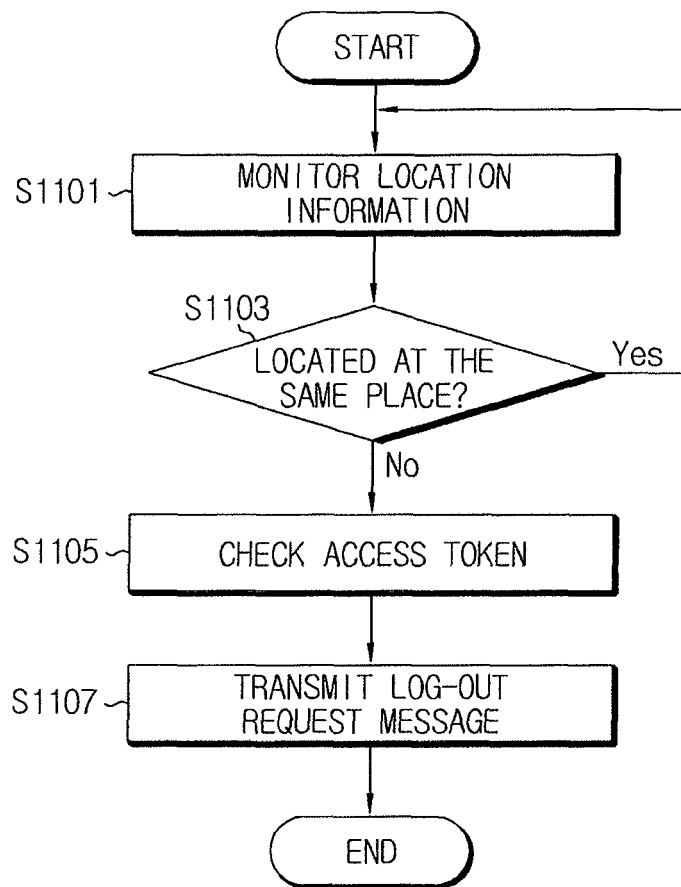 START
S1101
MONITOR LOCATION
INFORMATION
S1103
LOCATED AT THE
SAME PLACE?
Yes
No
S1105
CHECK ACCESS TOKEN
S1107
TRANSMIT LOG-OUT
REQUEST MESSAGE
END